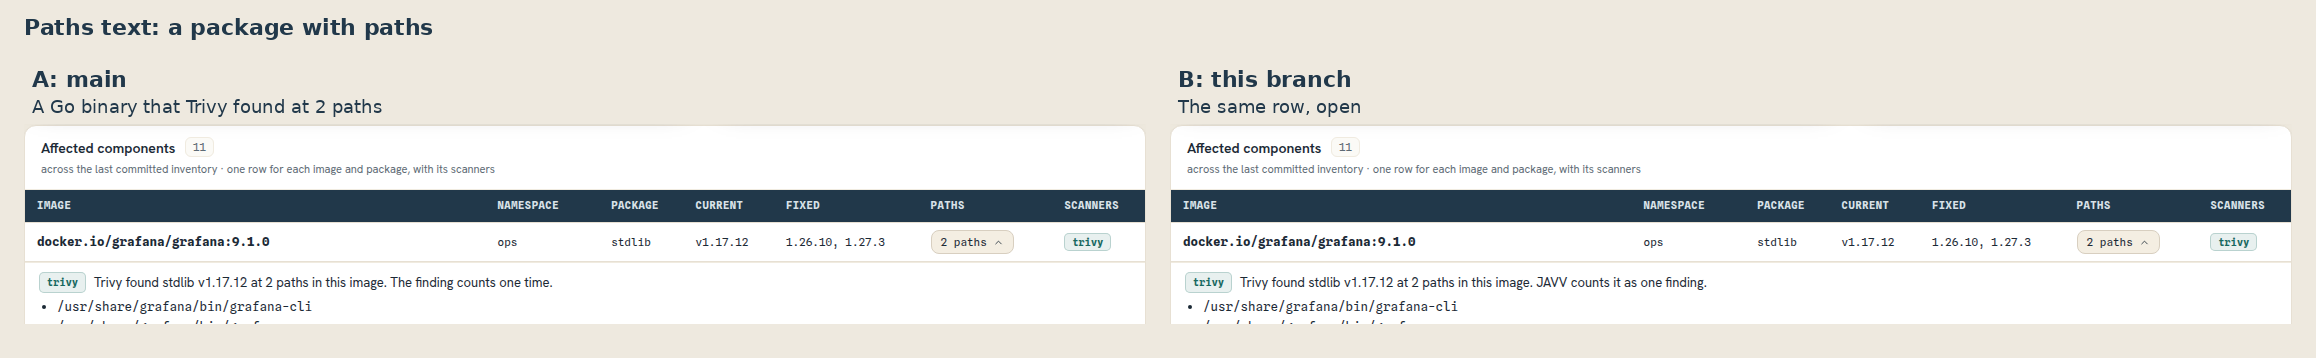 Paths text: a package with paths
A: main
A Go binary that Trivy found at 2 paths
Affected components 11
across the last committed inventory · one row for each image and package, with its scanners
IMAGE NAMESPACE PACKAGE CURRENT FIXED PATHS SCANNERS
docker.io/grafana/grafana:9.1.0 ops stdlib v1.17.12 1.26.10, 1.27.3 2 paths trivy
trivy Trivy found stdlib v1.17.12 at 2 paths in this image. The finding counts one time.
• /usr/share/grafana/bin/grafana-cli
B: this branch
The same row, open
Affected components 11
across the last committed inventory · one row for each image and package, with its scanners
IMAGE NAMESPACE PACKAGE CURRENT FIXED PATHS SCANNERS
docker.io/grafana/grafana:9.1.0 ops stdlib v1.17.12 1.26.10, 1.27.3 2 paths trivy
trivy Trivy found stdlib v1.17.12 at 2 paths in this image. JAVV counts it as one finding.
• /usr/share/grafana/bin/grafana-cli